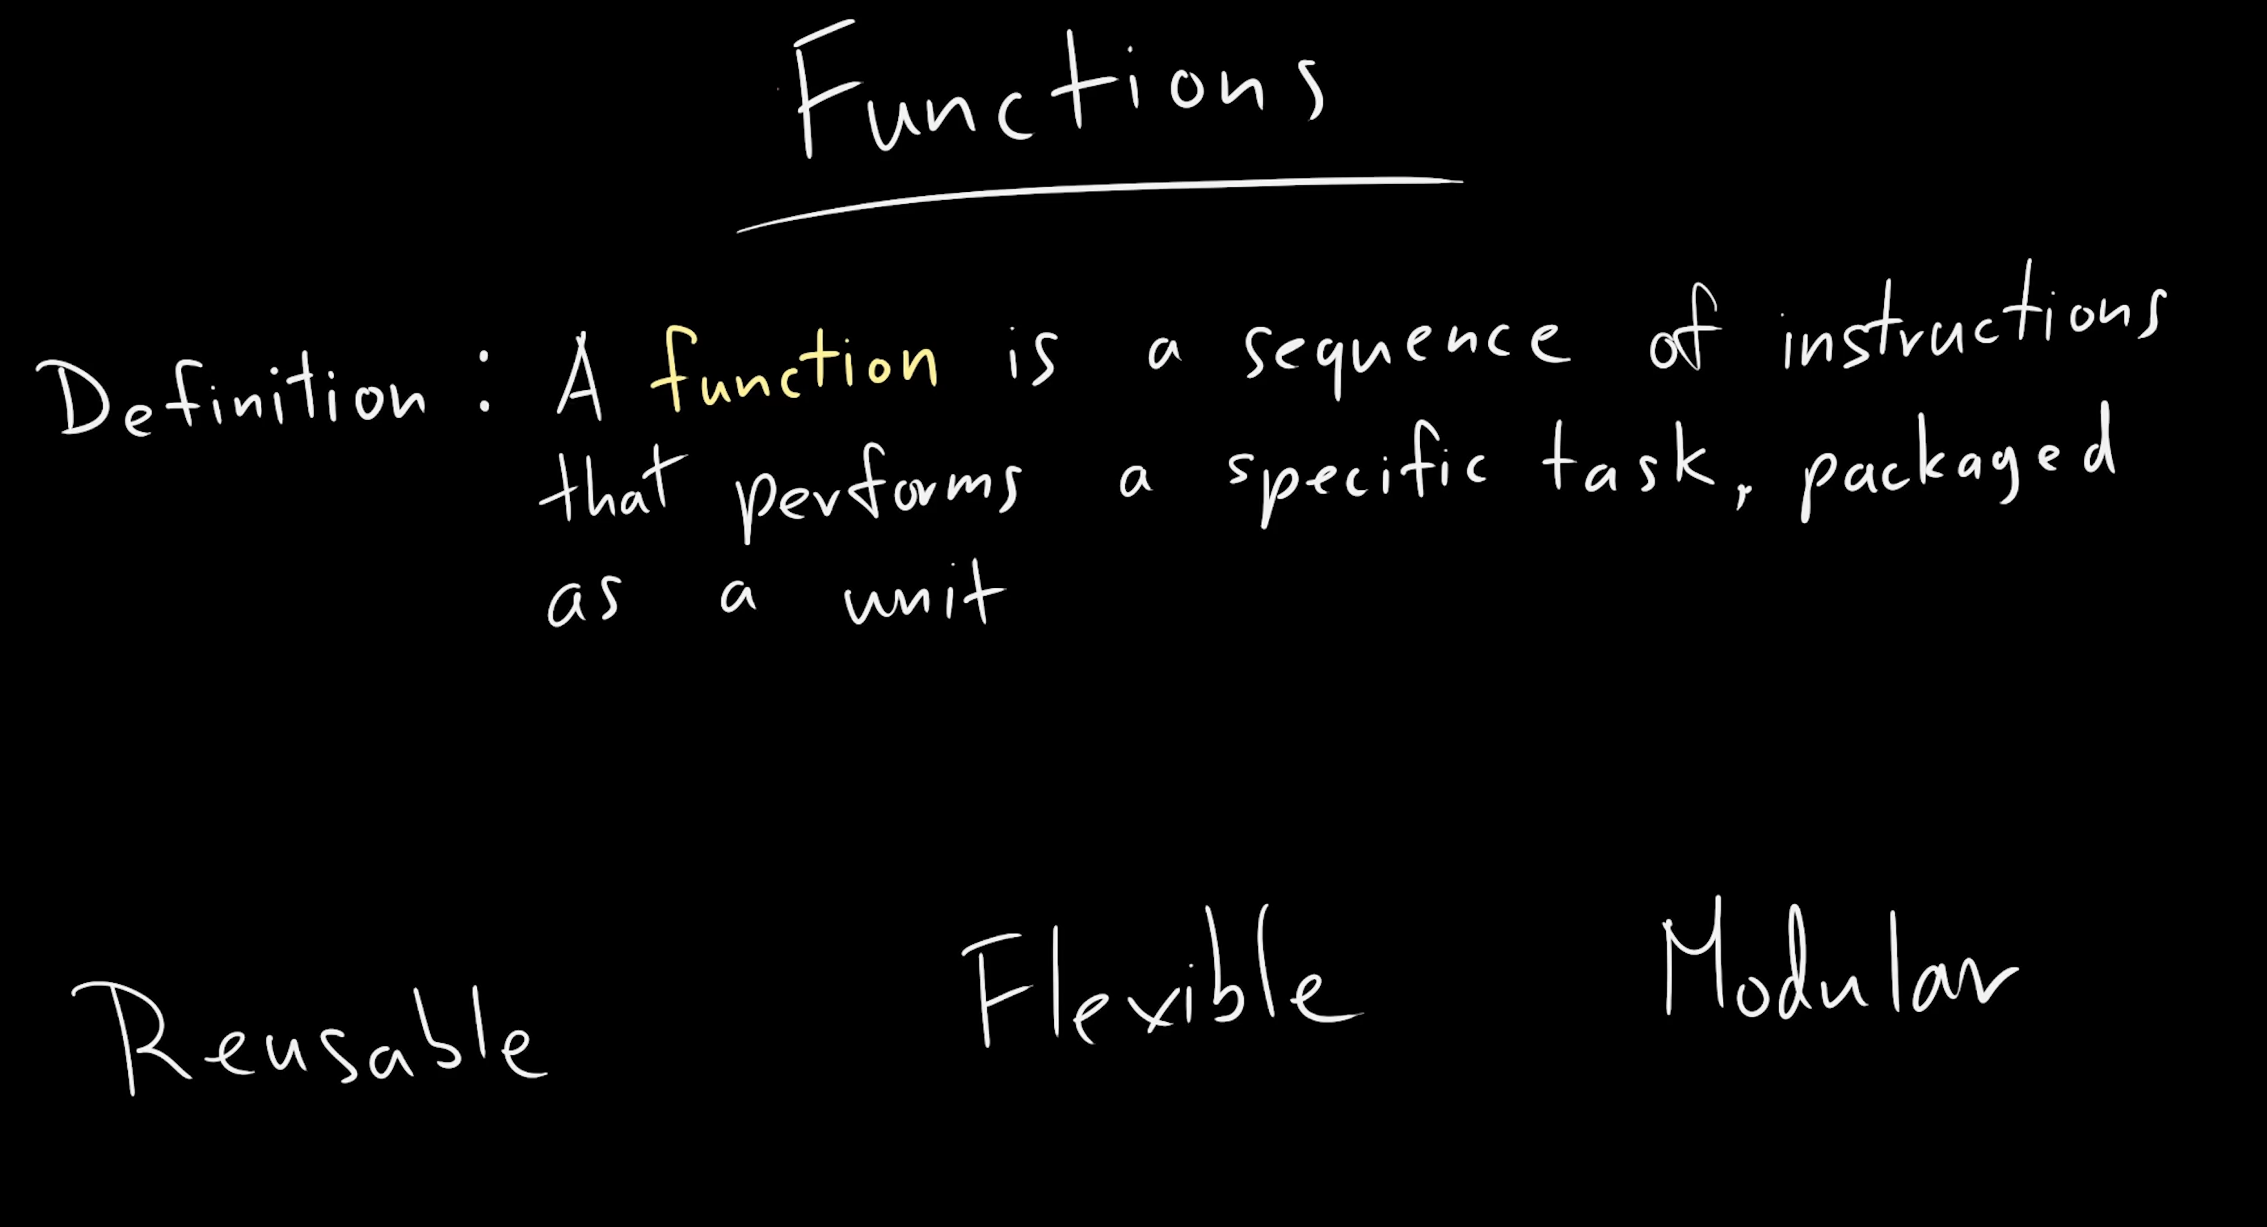 Functions
Definition : A function is a sequence of instructions
that performs a specific task, packaged
as a unit
Reusable Flexible Modular